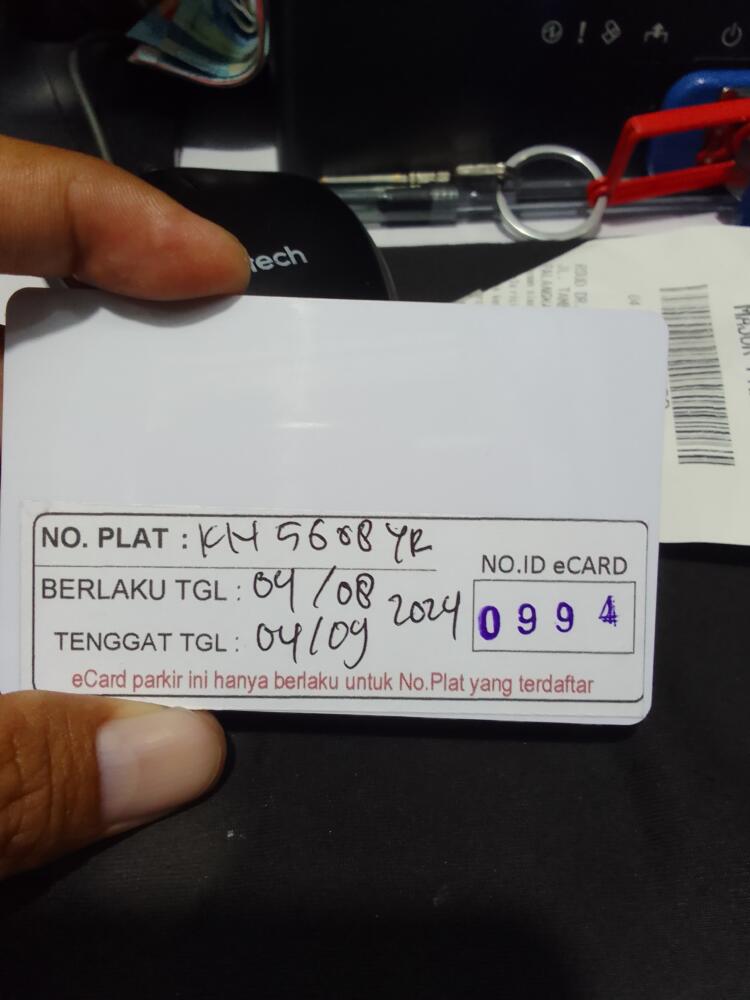 tech
NO. PLAT : KH 5608 YR
BERLAKU TGL : 04/08
2024
TENGGAT TGL : 04/09
NO.ID eCARD
0994
eCard parkir ini hanya berlaku untuk No.Plat yang terdaftar